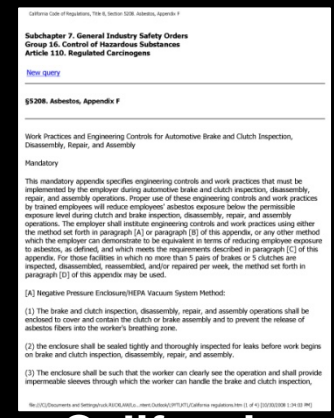 California Code of Regulations, Title 8, Section 5208. Asbestos, Appendix F
Subchapter 7. General Industry Safety Orders
Group 16. Control of Hazardous Substances
Article 110. Regulated Carcinogens
New query
§5208. Asbestos, Appendix F
Work Practices and Engineering Controls for Automotive Brake and Clutch Inspection,
Disassembly, Repair, and Assembly
Mandatory
This mandatory appendix specifies engineering controls and work practices that must be
implemented by the employer during automotive brake and clutch inspection, disassembly,
repair, and assembly operations. Proper use of these engineering controls and work practices
by trained employees will reduce employees' asbestos exposure below the permissible
exposure level during clutch and brake inspection, disassembly, repair, and assembly
operations. The employer shall institute engineering controls and work practices using either
the method set forth in paragraph [A] or paragraph [B] of this appendix, or any other method
which the employer can demonstrate to be equivalent in terms of reducing employee exposure
to asbestos, as defined, and which meets the requirements described in paragraph [C] of this
appendix. For those facilities in which no more than 5 pairs of brakes or 5 clutches are
inspected, disassembled, reassembled, and/or repaired per week, the method set forth in
paragraph [D] of this appendix may be used.
[A] Negative Pressure Enclosure/HEPA Vacuum System Method:
(1) The brake and clutch inspection, disassembly, repair, and assembly operations shall be
enclosed to cover and contain the clutch or brake assembly and to prevent the release of
asbestos fibers into the worker's breathing zone.
(2) the enclosure shall be sealed tightly and thoroughly inspected for leaks before work begins
on brake and clutch inspection, disassembly, repair, and assembly.
(3) The enclosure shall be such that the worker can clearly see the operation and shall provide
impermeable sleeves through which the worker can handle the brake and clutch inspection,